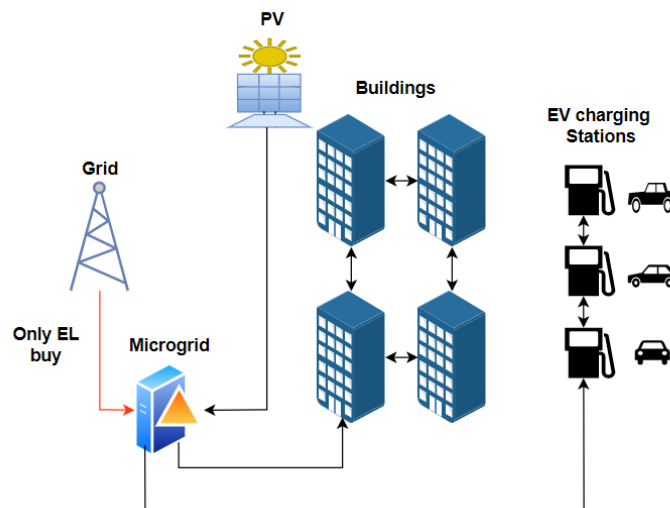 PV
Buildings
EV charging
Stations
Grid
Only EL
buy
Microgrid